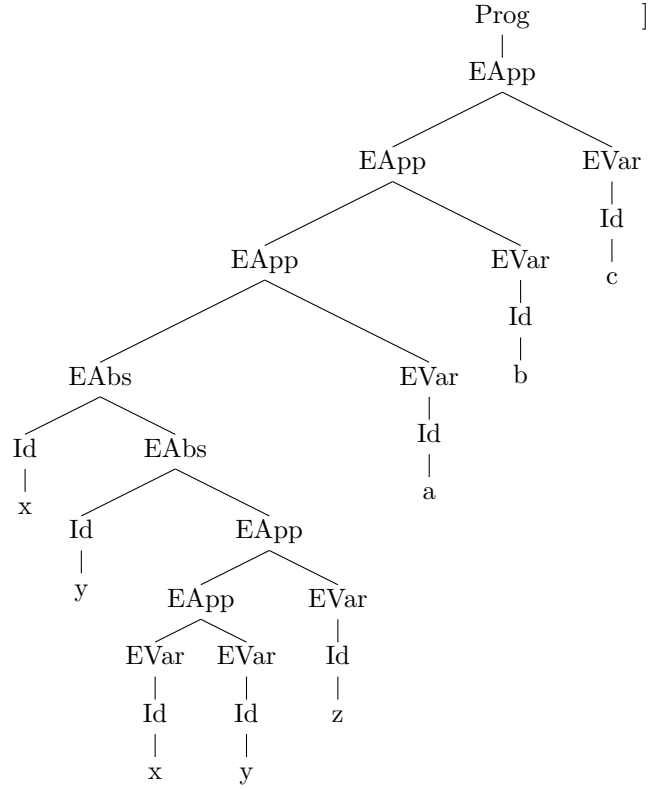 Prog ]
EApp
EApp EVar
Id
EApp EVar c
Id
EAbs EVar b
Id EAbs Id
x a
Id EApp
y
EApp EVar
EVar EVar Id
Id Id z
x y